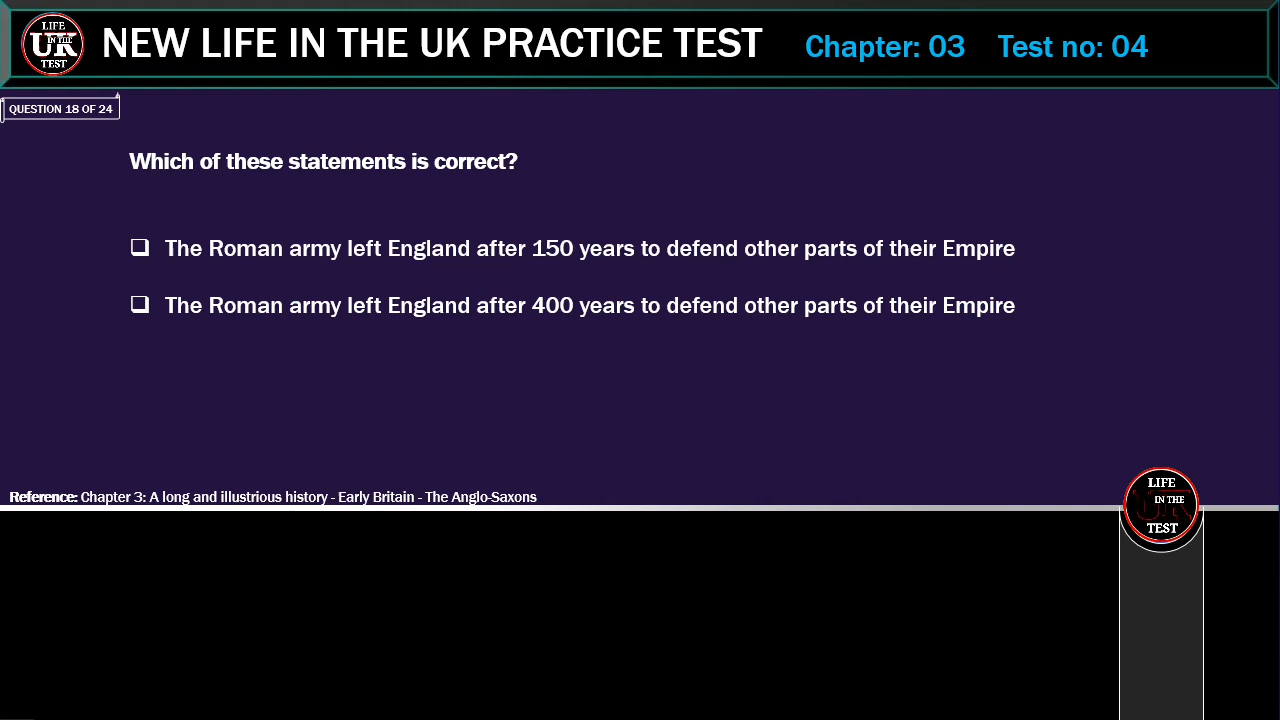 LIFE
UK
IN THE
TEST
NEW LIFE IN THE UK PRACTICE TEST
Chapter: 03
Test no: 04
QUESTION 18 OF 24
Which of these statements is correct?
❑ The Roman army left England after 150 years to defend other parts of their Empire
❑ The Roman army left England after 400 years to defend other parts of their Empire
Reference: Chapter 3: A long and illustrious history - Early Britain - The Anglo-Saxons
LIFE
UK
IN THE
TEST